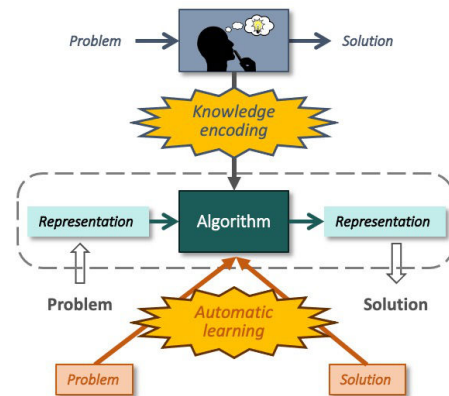 Problem
Solution
Knowledge
encoding
Representation
Algorithm
Representation
Problem
Solution
Automatic
learning
Problem
Solution